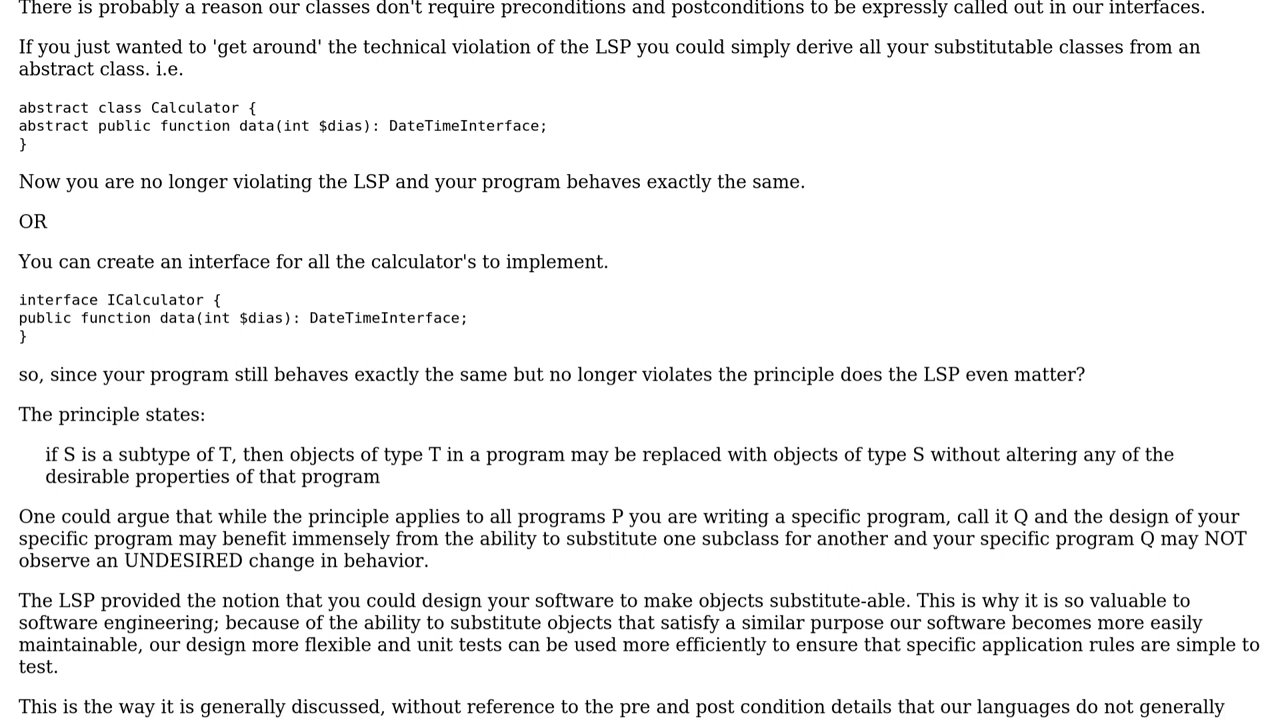 There is probably a reason our classes don't require preconditions and postconditions to be expressly called out in our interfaces.
If you just wanted to 'get around' the technical violation of the LSP you could simply derive all your substitutable classes from an
abstract class. i.e.
abstract class Calculator {
abstract public function data(int $dias): DateTimeInterface;
}
Now you are no longer violating the LSP and your program behaves exactly the same.
OR
You can create an interface for all the calculator's to implement.
interface ICalculator {
public function data(int $dias): DateTimeInterface;
}
so, since your program still behaves exactly the same but no longer violates the principle does the LSP even matter?
The principle states:
if S is a subtype of T, then objects of type T in a program may be replaced with objects of type S without altering any of the
desirable properties of that program
One could argue that while the principle applies to all programs P you are writing a specific program, call it Q and the design of your
specific program may benefit immensely from the ability to substitute one subclass for another and your specific program Q may NOT
observe an UNDESIRED change in behavior.
The LSP provided the notion that you could design your software to make objects substitute-able. This is why it is so valuable to
software engineering; because of the ability to substitute objects that satisfy a similar purpose our software becomes more easily
maintainable, our design more flexible and unit tests can be used more efficiently to ensure that specific application rules are simple to
test.
This is the way it is generally discussed, without reference to the pre and post condition details that our languages do not generally